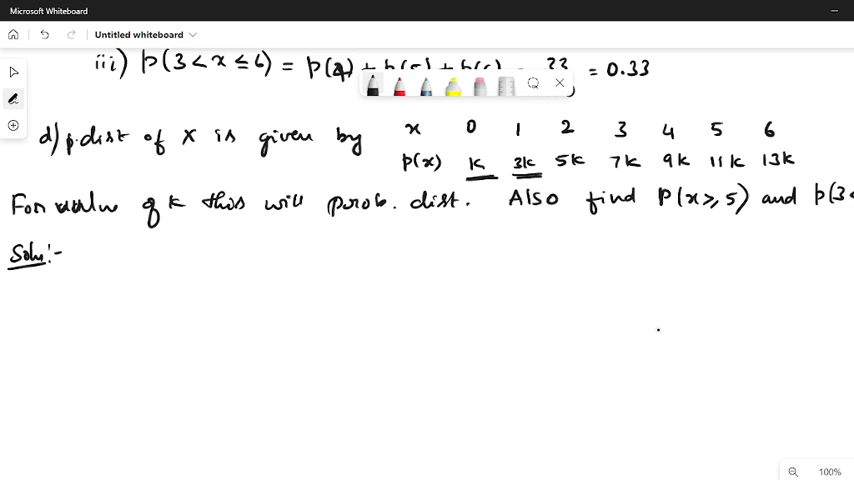 Microsoft Whiteboard
Untitled whiteboard
iii) p(3 < x ≤ 6) = p(4) + p(5) + p(6) = 33 = 0.33
d) p.dist of X is given by x 0 1 2 3 4 5 6
p(x) k 3k 5k 7k 9k 11k 13k
For value of k this will prob. dist. Also find P(x ≥, 5) and p(3<
Soln:-
100%